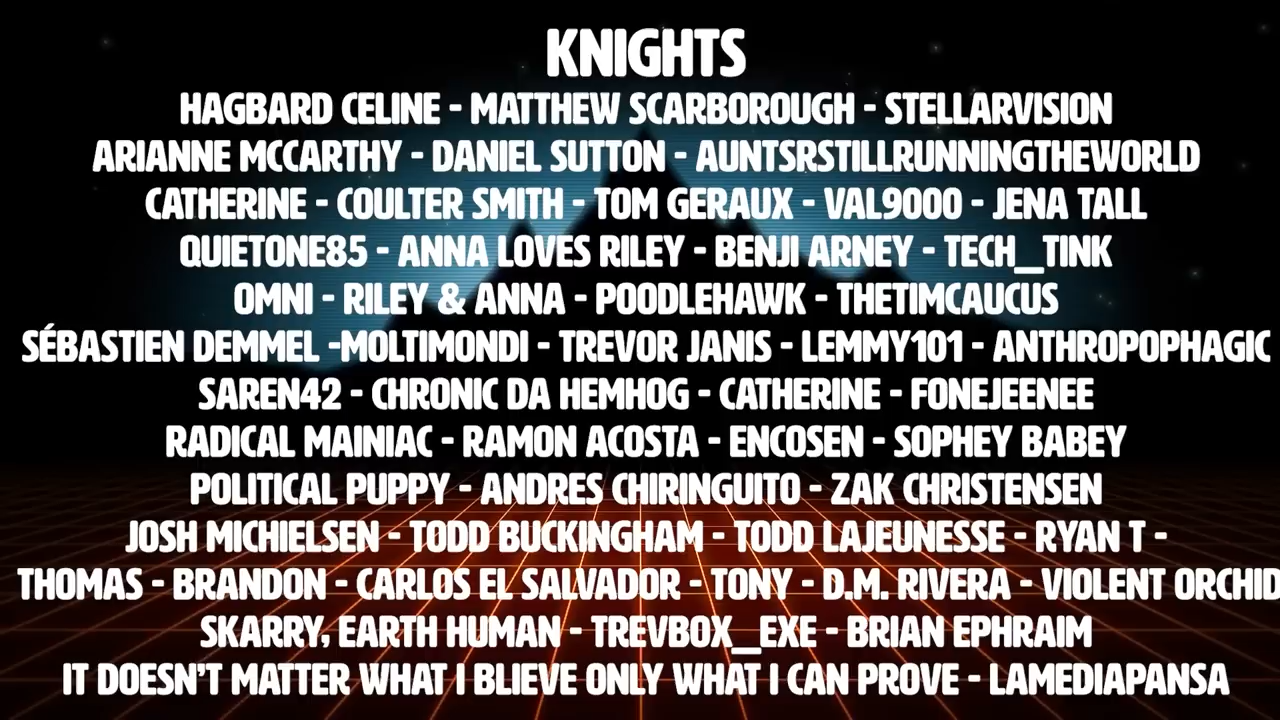 KNIGHTS
HAGBARD CELINE - MATTHEW SCARBOROUGH - STELLARVISION
ARIANNE MCCARTHY - DANIEL SUTTON - AUNTSRSTILLRUNNINGTHEWORLD
CATHERINE - COULTER SMITH - TOM GERAUX - VAL9000 - JENA TALL
QUIETONE85 - ANNA LOVES RILEY - BENJI ARNEY - TECH__TINK
OMNI - RILEY & ANNA - POODLEHAWK - THETIMCAUCUS
SÉBASTIEN DEMMEL -MOLTIMONDI - TREVOR JANIS - LEMMY101 - ANTHROPOPHAGIC
SAREN42 - CHRONIC DA HEMHOG - CATHERINE - FONEJEENEE
RADICAL MAINIAC - RAMON ACOSTA - ENCOSEN - SOPHEY BABEY
POLITICAL PUPPY - ANDRES CHIRINGUITO - ZAK CHRISTENSEN
JOSH MICHIELSEN - TODD BUCKINGHAM - TODD LAJEUNESSE - RYAN T -
THOMAS - BRANDON - CARLOS EL SALVADOR - TONY - D.M. RIVERA - VIOLENT ORCHID
SKARRY, EARTH HUMAN - TREVBOX__EXE - BRIAN EPHRAIM
IT DOESN'T MATTER WHAT I BLIEVE ONLY WHAT I CAN PROVE - LAMEDIAPANSA